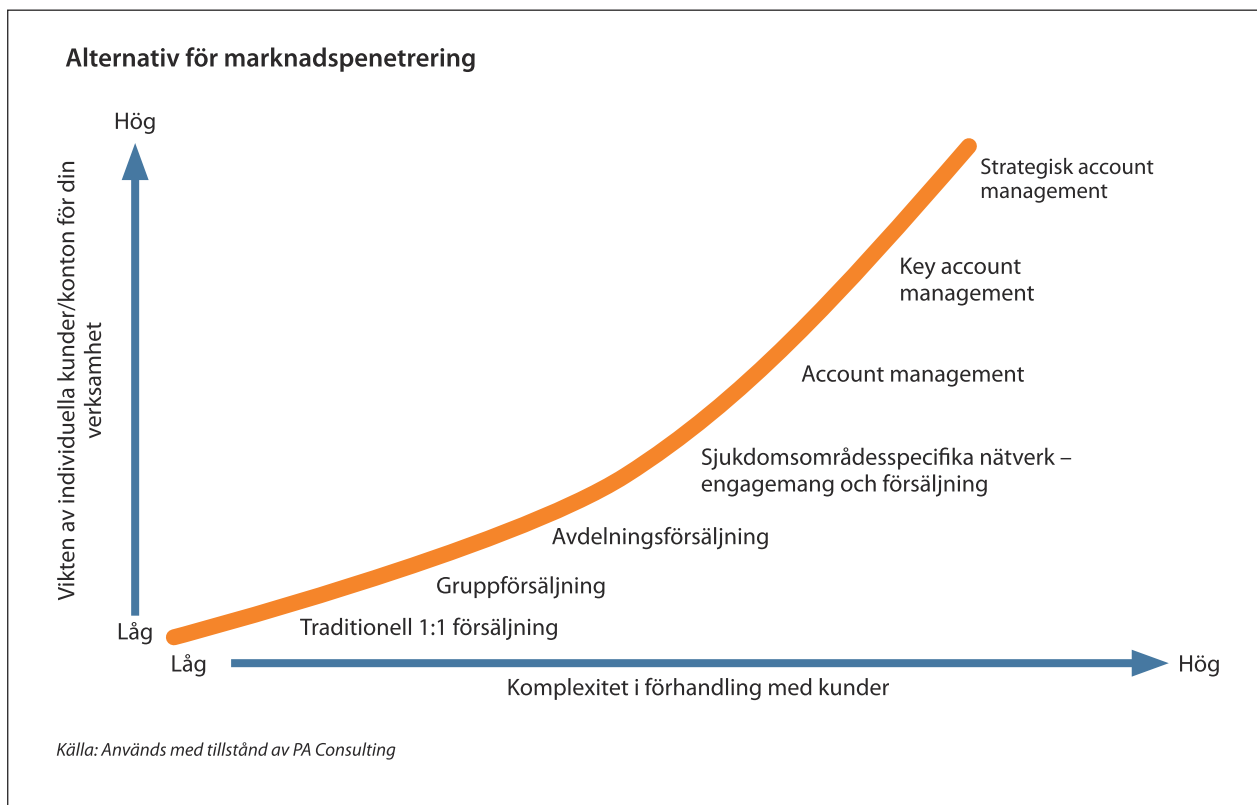 Alternativ för marknadspenetrering
Hög
Vikten av individuella kunder/konton för din
verksamhet
Strategisk account
management
Key account
management
Account management
Sjukdomsområdesspecifika nätverk –
engagemang och försäljning
Avdelningsförsäljning
Gruppförsäljning
Traditionell 1:1 försäljning
Låg
Låg
Hög
Komplexitet i förhandling med kunder
Källa: Används med tillstånd av PA Consulting